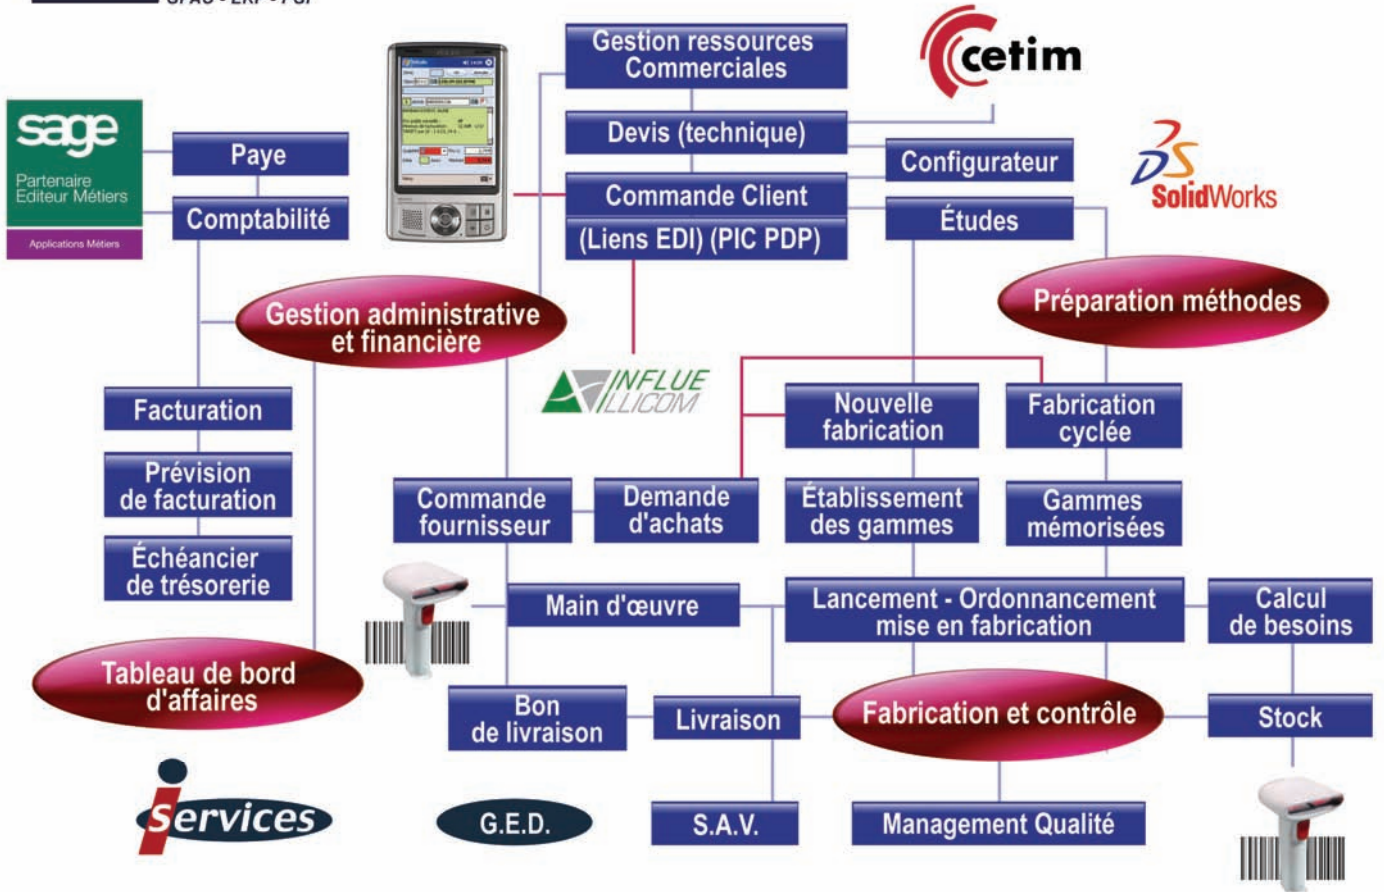 Gestion ressources
Commerciales
cetim
sage
Partenaire
Editeur Métiers
Applications Métiers
Paye
Comptabilité
Devis (technique)
Configurateur
SolidWorks
Commande Client
Études
(Liens EDI) (PIC PDP)
Gestion administrative
et financière
Préparation méthodes
INFLUE
ILLICOM
Facturation
Nouvelle
fabrication
Fabrication
cyclée
Prévision
de facturation
Commande
fournisseur
Demande
d'achats
Établissement
des gammes
Gammes
mémorisées
Échéancier
de trésorerie
Main d'œuvre
Lancement - Ordonnancement
mise en fabrication
Calcul
de besoins
Tableau de bord
d'affaires
Bon
de livraison
Livraison
Fabrication et contrôle
Stock
iServices
G.E.D.
S.A.V.
Management Qualité